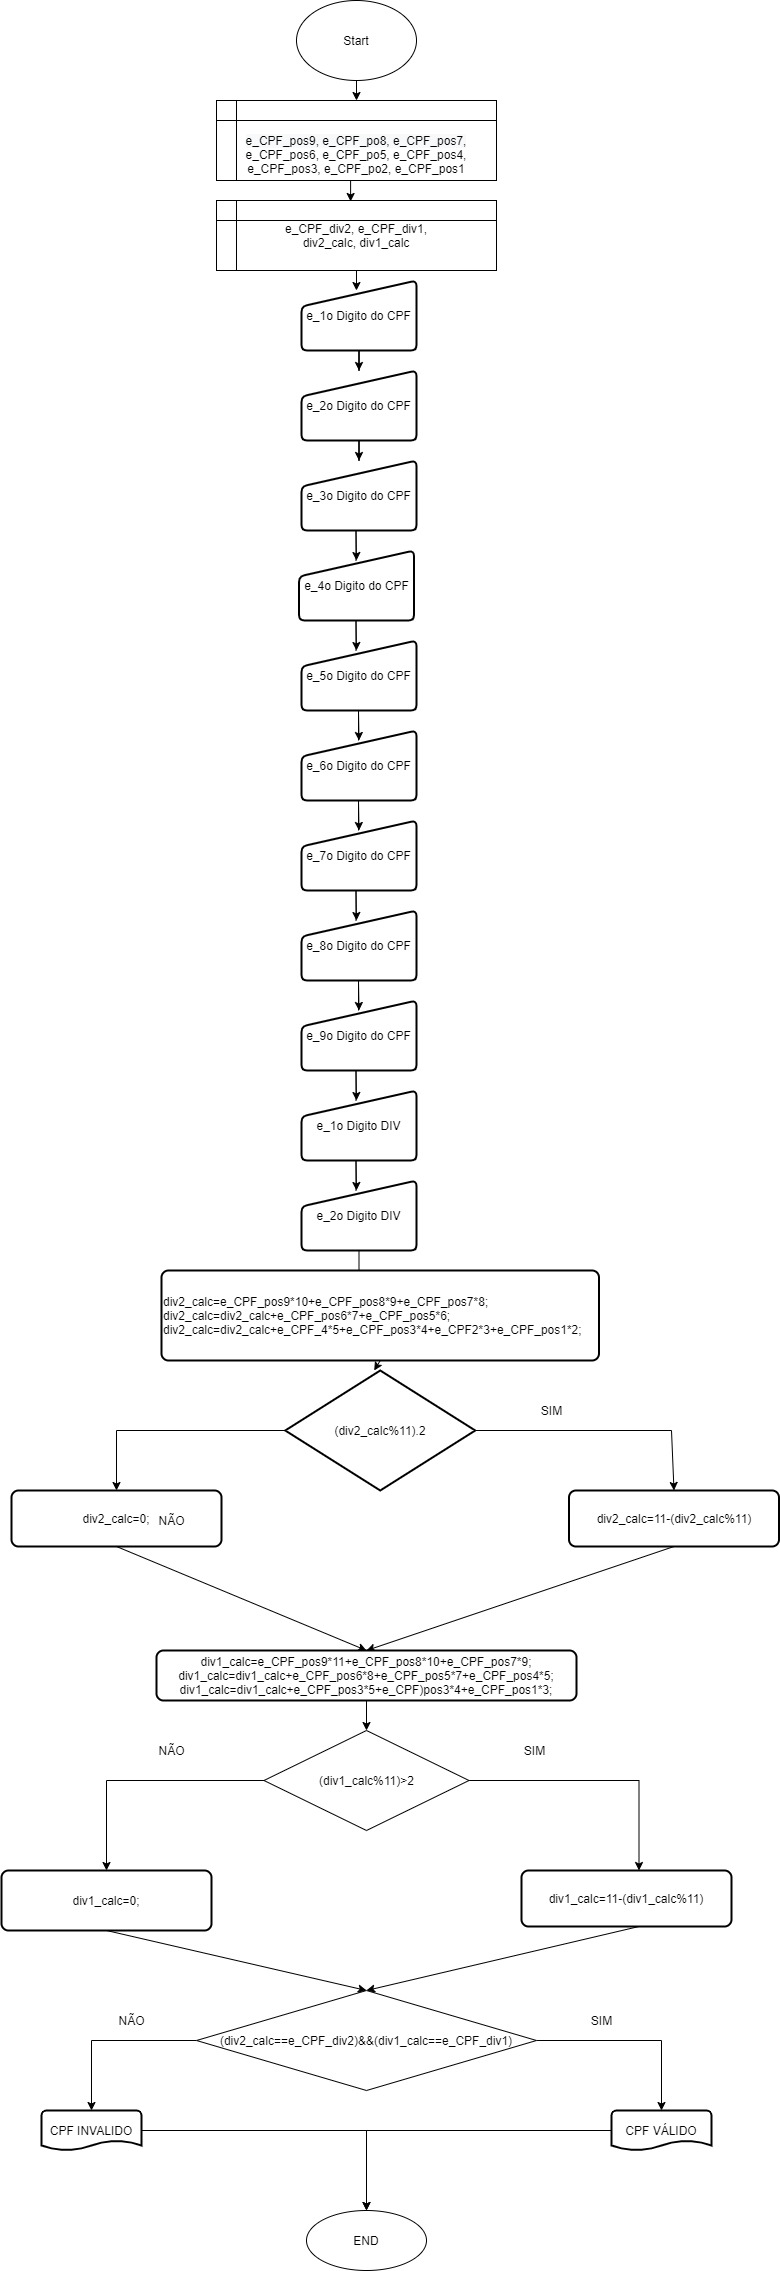 Start
e_CPF_pos9, e_CPF_po8, e_CPF_pos7,
e_CPF_pos6, e_CPF_po5, e_CPF_pos4,
e_CPF_pos3, e_CPF_po2, e_CPF_pos1
e_CPF_div2, e_CPF_div1,
div2_calc, div1_calc
e_1o Digito do CPF
e_2o Digito do CPF
e_3o Digito do CPF
e_4o Digito do CPF
e_5o Digito do CPF
e_6o Digito do CPF
e_7o Digito do CPF
e_8o Digito do CPF
e_9o Digito do CPF
e_1o Digito DIV
e_2o Digito DIV
div2_calc=e_CPF_pos9*10+e_CPF_pos8*9+e_CPF_pos7*8;
div2_calc=div2_calc+e_CPF_pos6*7+e_CPF_pos5*6;
div2_calc=div2_calc+e_CPF_4*5+e_CPF_pos3*4+e_CPF2*3+e_CPF_pos1*2;
SIM
(div2_calc%11).2
div2_calc=0;
NÃO
div2_calc=11-(div2_calc%11)
div1_calc=e_CPF_pos9*11+e_CPF_pos8*10+e_CPF_pos7*9;
div1_calc=div1_calc+e_CPF_pos6*8+e_CPF_pos5*7+e_CPF_pos4*5;
div1_calc=div1_calc+e_CPF_pos3*5+e_CPF)pos3*4+e_CPF_pos1*3;
NÃO
SIM
(div1_calc%11)>2
div1_calc=0;
div1_calc=11-(div1_calc%11)
NÃO
SIM
(div2_calc==e_CPF_div2)&&(div1_calc==e_CPF_div1)
CPF INVALIDO
CPF VÁLIDO
END